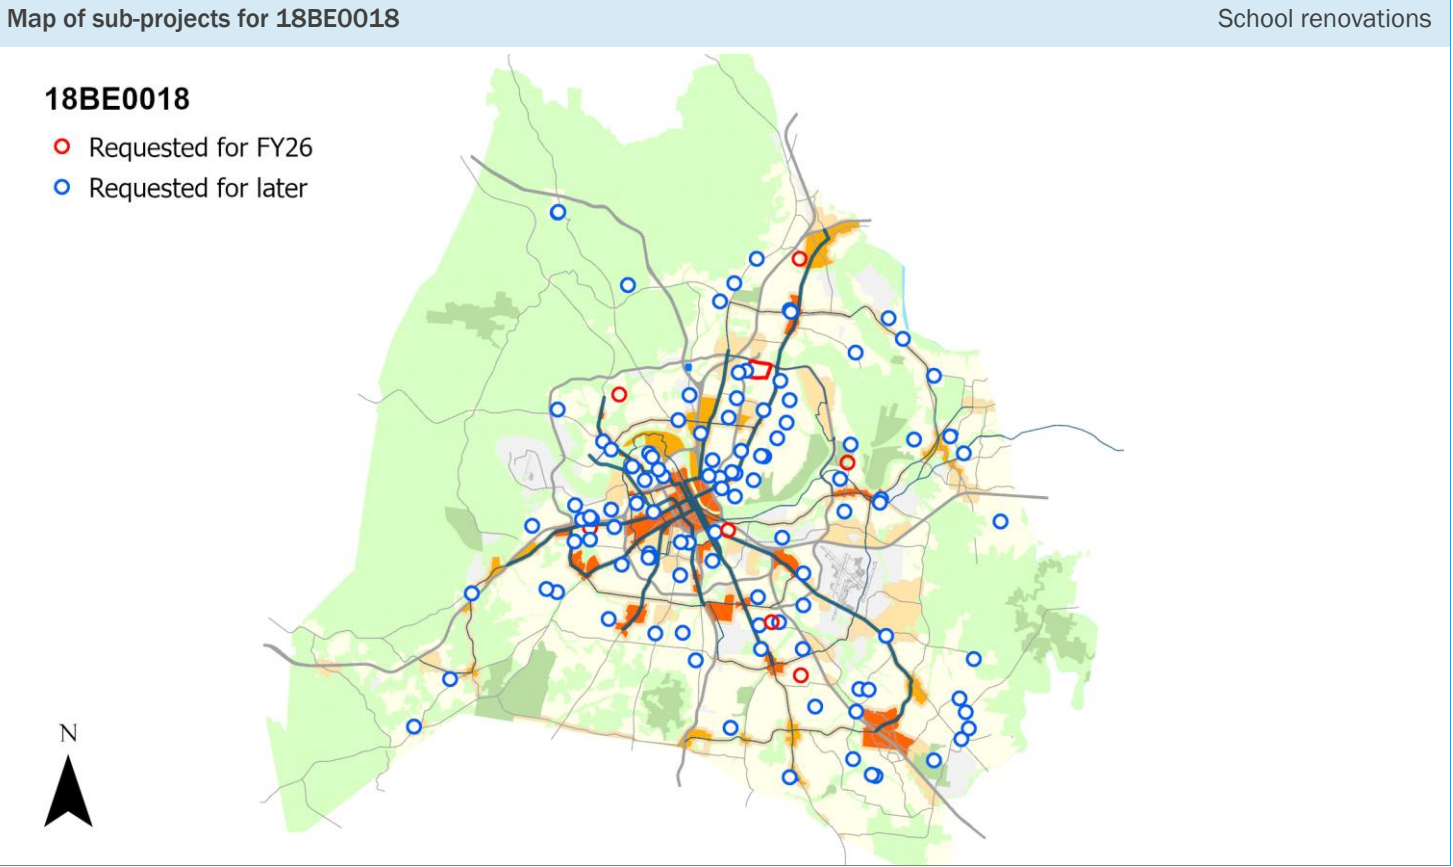 Map of sub-projects for 18BE0018 School renovations
18BE0018
Requested for FY26
Requested for later
N